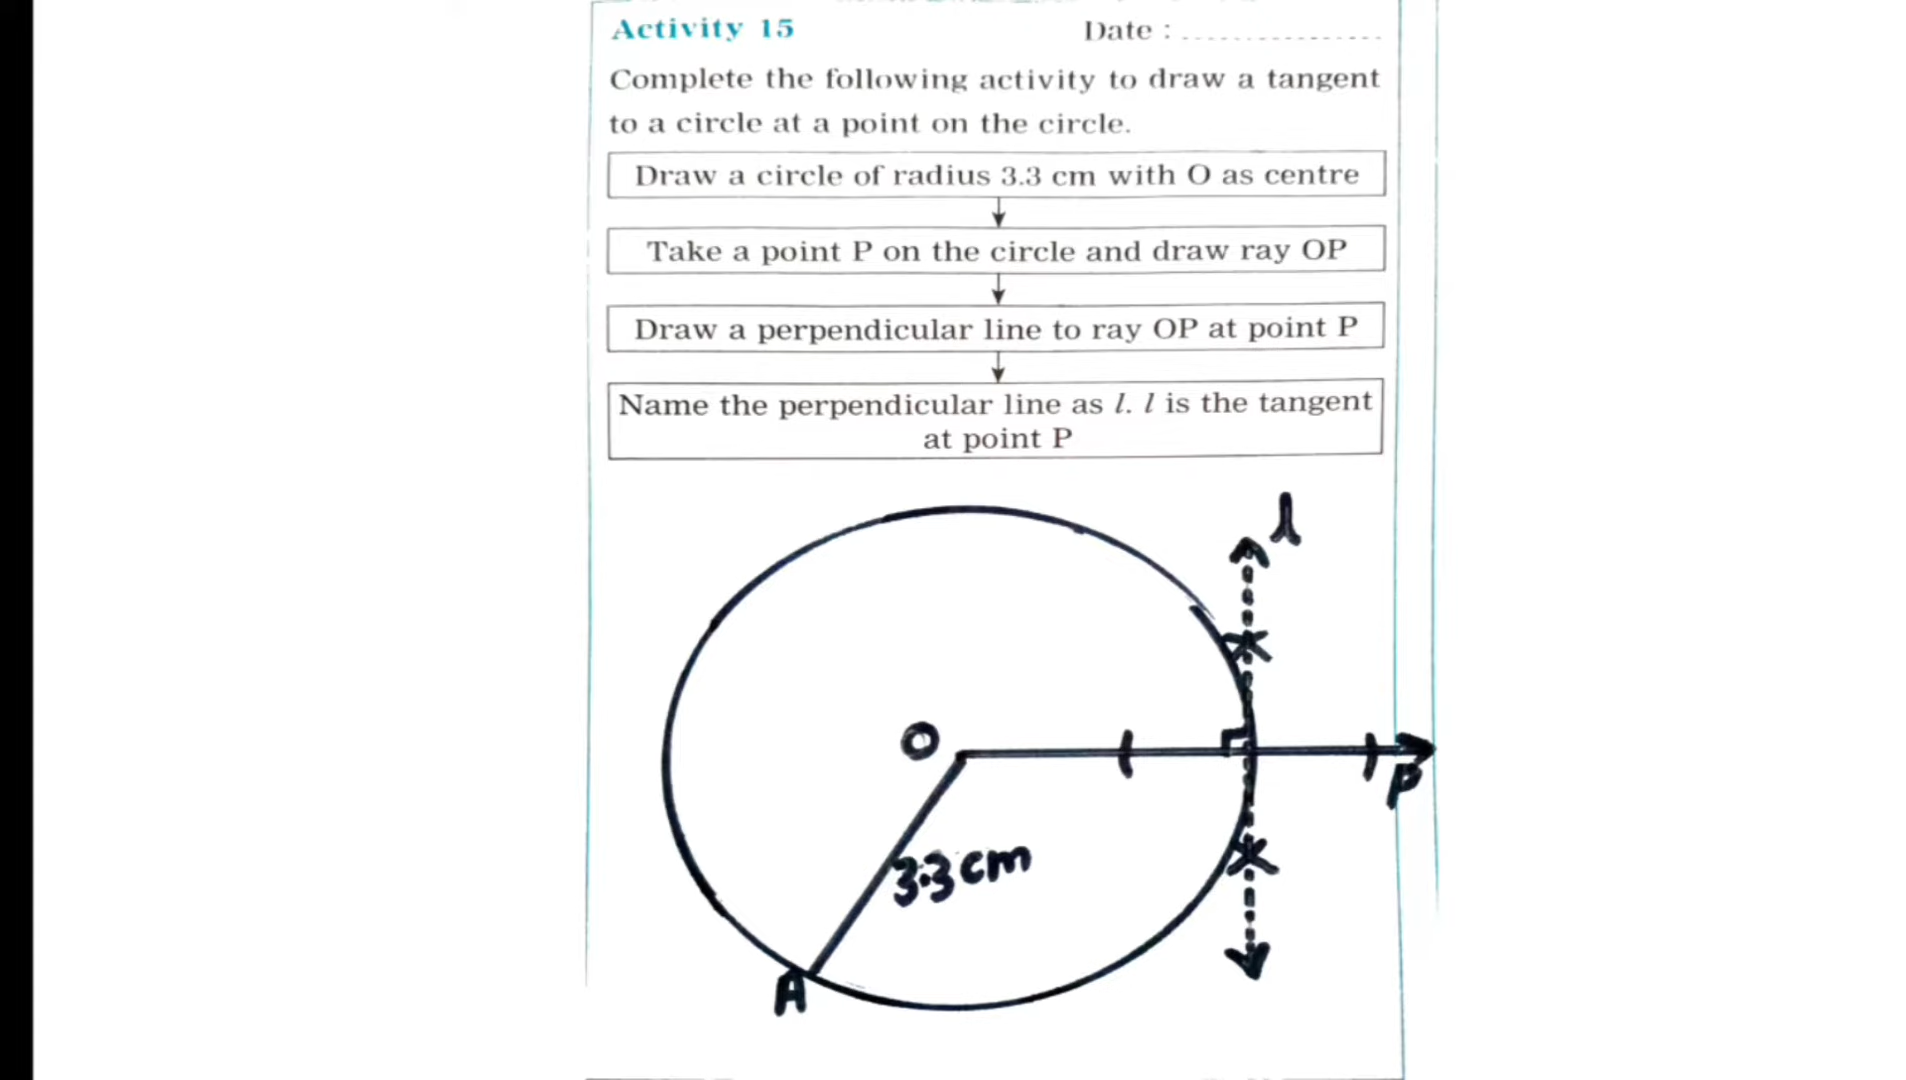 Activity 15
Date : ....................
Complete the following activity to draw a tangent
to a circle at a point on the circle.
Draw a circle of radius 3.3 cm with O as centre
Take a point P on the circle and draw ray OP
Draw a perpendicular line to ray OP at point P
Name the perpendicular line as l. l is the tangent
at point P
l
O
P
3.3 cm
A